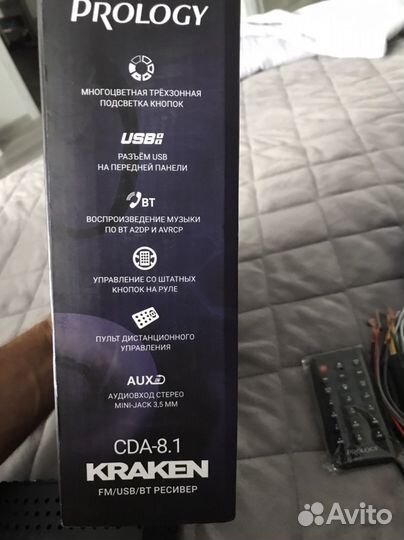 PROLOGY
МНОГОЦВЕТНАЯ ТРЁХЗОННАЯ
ПОДСВЕТКА КНОПОК
USB
РАЗЪЁМ USB
НА ПЕРЕДНЕЙ ПАНЕЛИ
BT
ВОСПРОИЗВЕДЕНИЕ МУЗЫКИ
ПО BT A2DP И AVRCP
УПРАВЛЕНИЕ СО ШТАТНЫХ
КНОПОК НА РУЛЕ
ПУЛЬТ ДИСТАНЦИОННОГО
УПРАВЛЕНИЯ
AUX
АУДИОВХОД СТЕРЕО
MINI-JACK 3,5 ММ
CDA-8.1
KRAKEN
FM/USB/BT РЕСИВЕР
PROLOGY
Avito